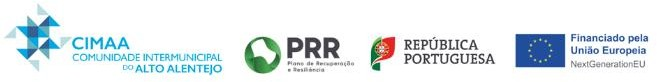 CIMAA
COMUNIDADE INTERMUNICIPAL
DO ALTO ALENTEJO
PRR
Plano de Recuperação
e Resiliência
REPÚBLICA
PORTUGUESA
Financiado pela
União Europeia
NextGenerationEU